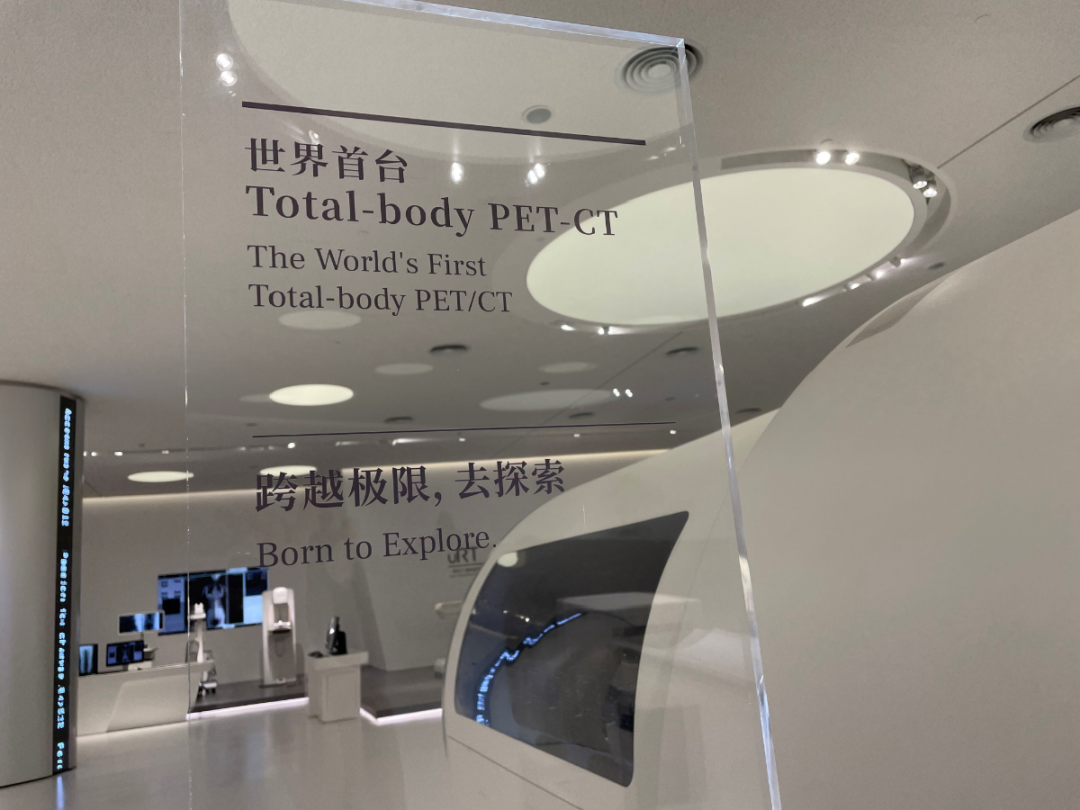 世界首台
Total-body PET-CT
The World's First
Total-body PET/CT
跨越极限, 去探索
Born to Explore.